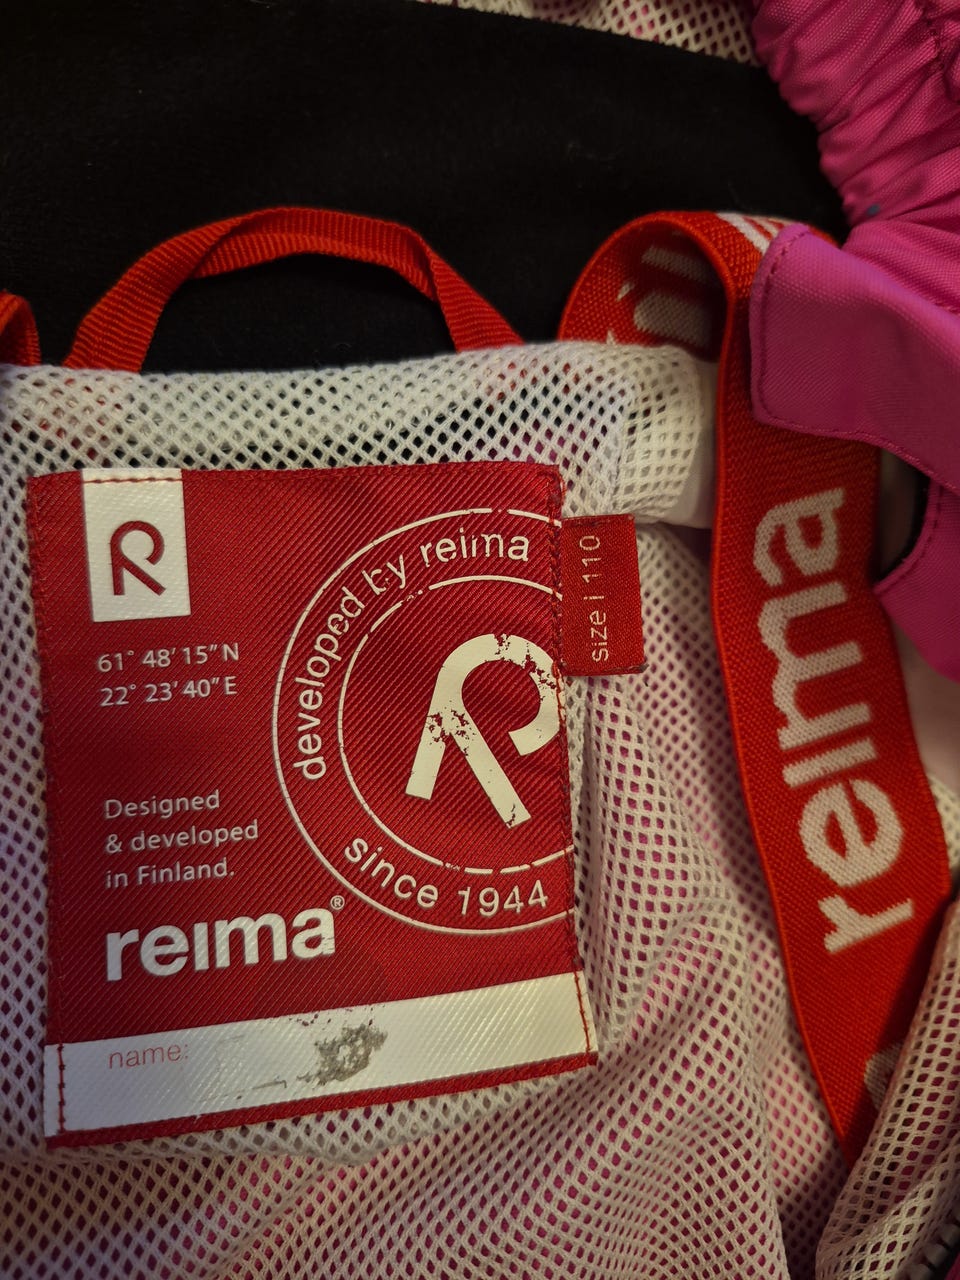 developed by reima
since 1944
61° 48' 15" N
22° 23' 40" E
Designed
& developed
in Finland.
reima®
name:
size | 110
reima